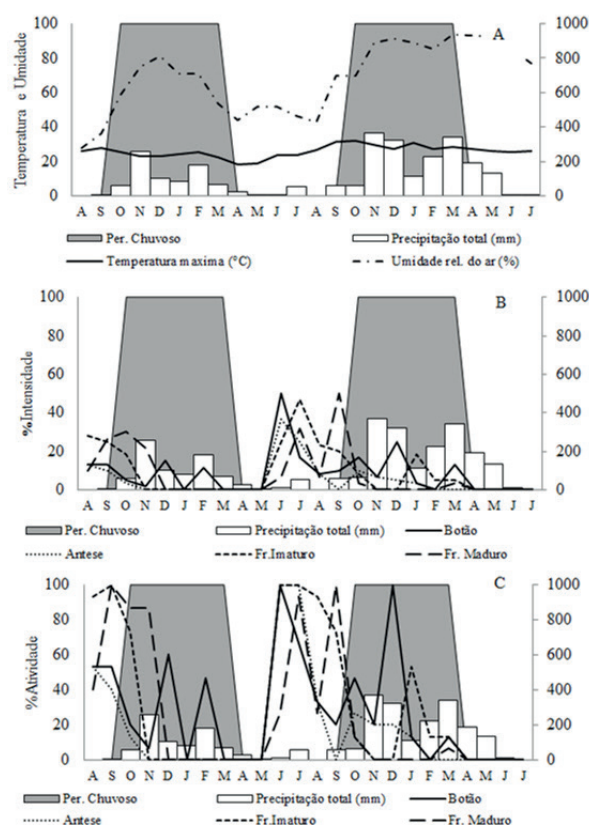 A
Temperatura e Umidade
100 1000
80 800
60 600
40 400
20 200
0 0
A S O N D J F M A M J J A S O N D J F M A M J J
Per. Chuvoso Precipitação total (mm)
Temperatura maxima (°C) Umidade rel. do ar (%)
B
%Intensidade
100 1000
80 800
60 600
40 400
20 200
0 0
A S O N D J F M A M J J A S O N D J F M A M J J
Per. Chuvoso Precipitação total (mm) Botão
Antese Fr.Imaturo Fr. Maduro
C
%Atividade
100 1000
80 800
60 600
40 400
20 200
0 0
A S O N D J F M A M J J A S O N D J F M A M J J
Per. Chuvoso Precipitação total (mm) Botão
Antese Fr.Imaturo Fr. Maduro